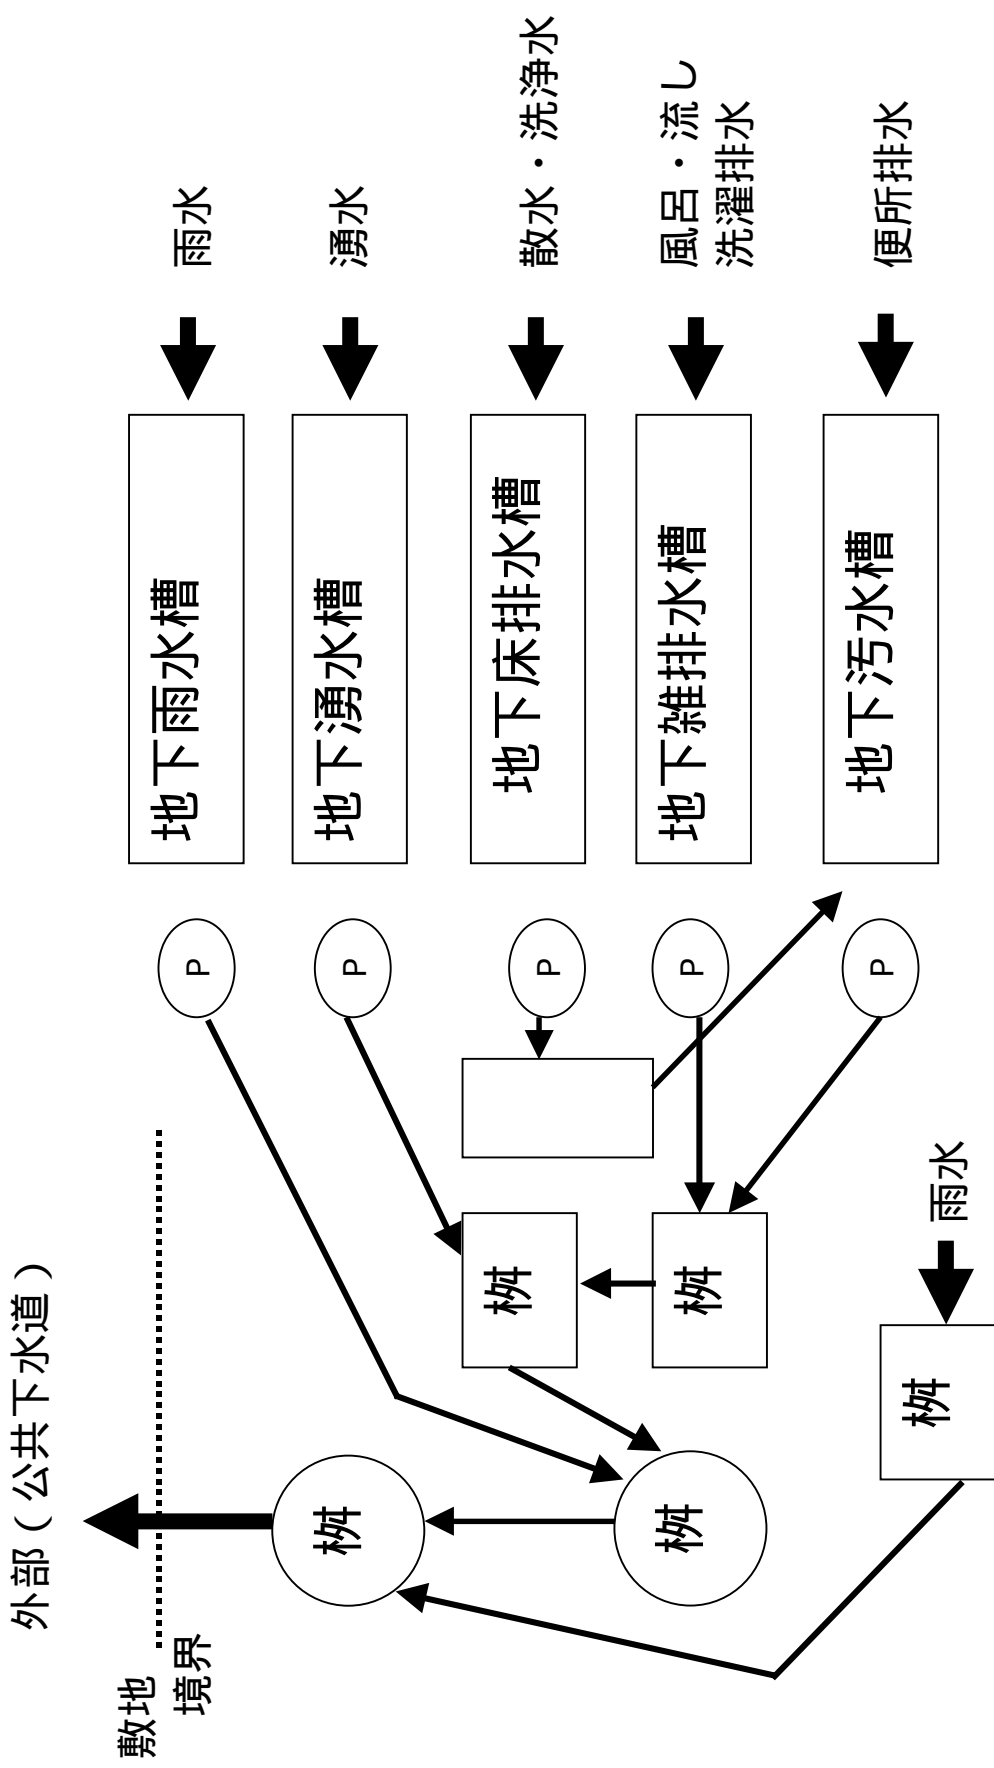 外部（公共下水道）
敷地
境界
雨水
湧水
散水・洗浄水
風呂・流し
洗濯排水
便所排水
地下雨水槽
地下湧水槽
地下床排水槽
地下雑排水槽
地下汚水槽
P
P
P
P
P
桝
桝
桝
桝
桝
雨水